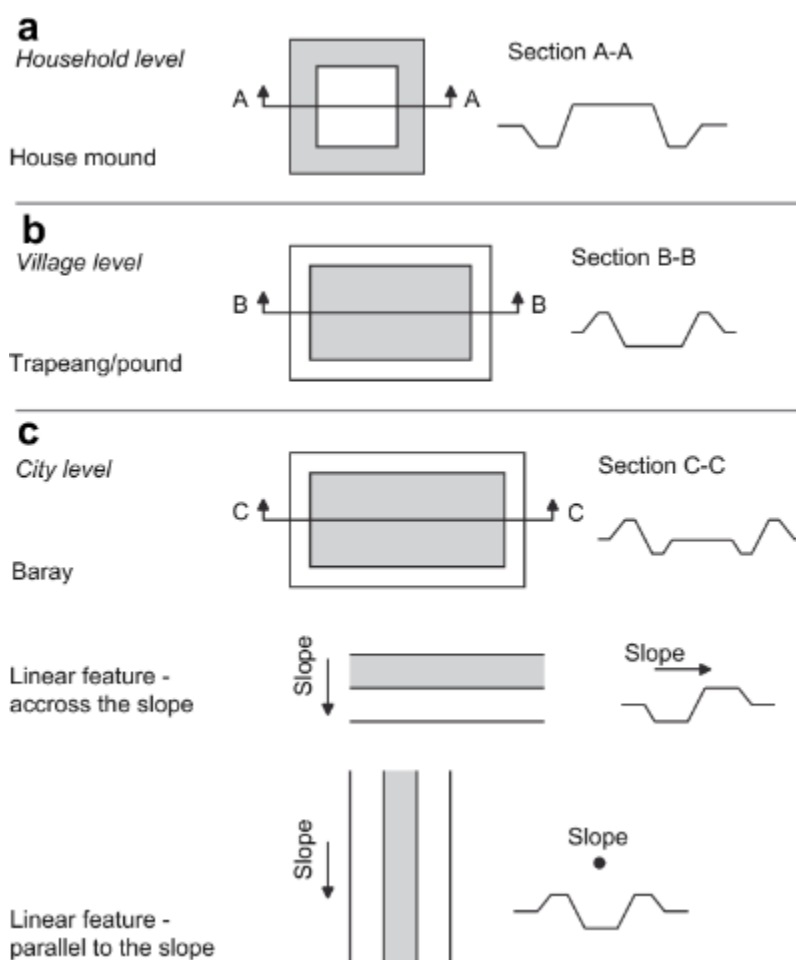 a
Household level
Section A-A
A
A
House mound
b
Village level
Section B-B
B
B
Trapeang/pound
c
City level
Section C-C
C
C
Baray
Linear feature -
accross the slope
Slope
Slope
Linear feature -
parallel to the slope
Slope
Slope